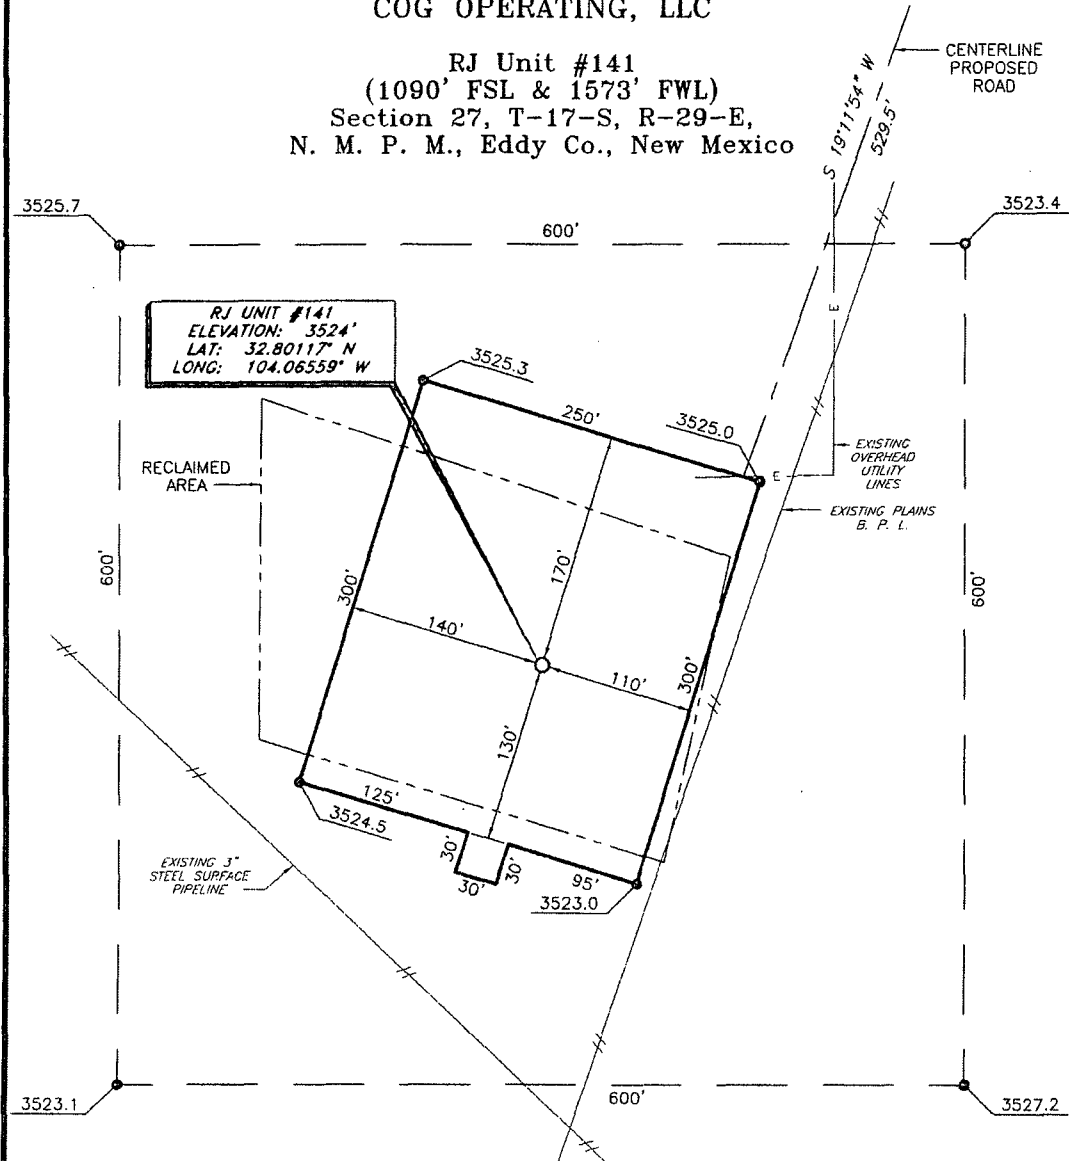 COG OPERATING, LLC
RJ Unit #141
(1090' FSL & 1573' FWL)
Section 27, T-17-S, R-29-E,
N. M. P. M., Eddy Co., New Mexico
CENTERLINE
PROPOSED
ROAD
S 19°11'54" W
529.5'
3525.7
600'
3523.4
RJ UNIT #141
ELEVATION: 3524'
LAT: 32.80117° N
LONG: 104.06559° W
E
3525.3
250'
3525.0
E
EXISTING
OVERHEAD
UTILITY
LINES
RECLAIMED
AREA
EXISTING PLAINS
B. P. L.
600'
300'
170'
140'
110'
300'
600'
130'
125'
3524.5
30'
30'
30'
95'
3523.0
EXISTING 3"
STEEL SURFACE
PIPELINE
3523.1
600'
3527.2